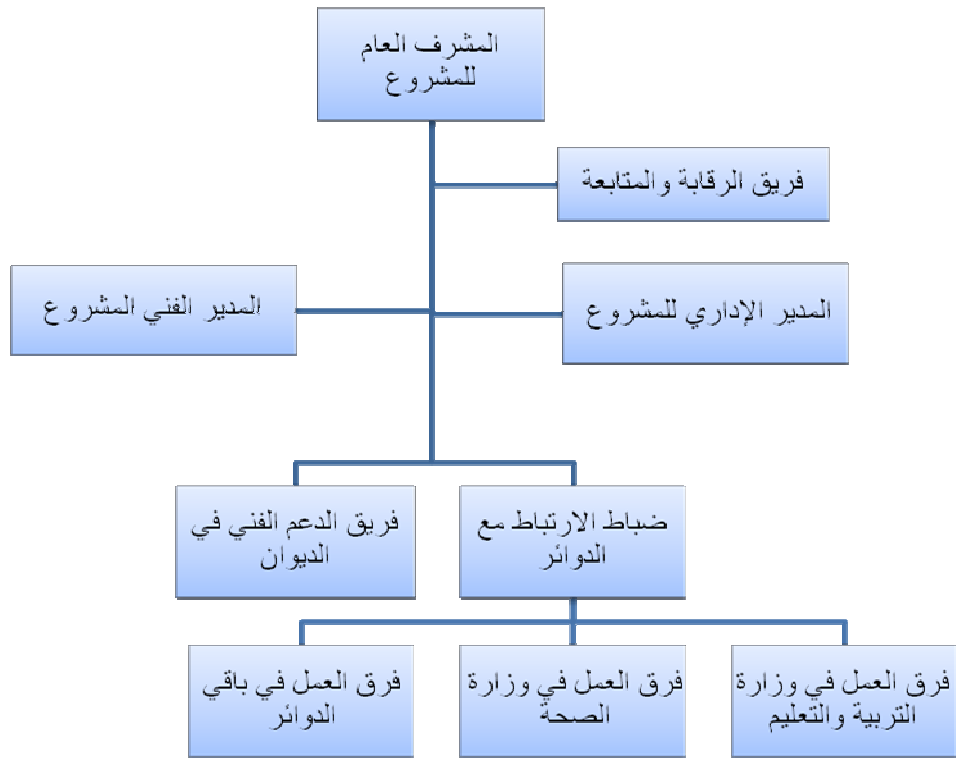 المشرف العام
للمشروع
فريق الرقابة والمتابعة
المدير الإداري للمشروع
المدير الفني المشروع
ضباط الارتباط مع
الدوائر
فريق الدعم الفني في
الديوان
فرق العمل في وزارة
التربية والتعليم
فرق العمل في وزارة
الصحة
فرق العمل في باقي
الدوائر